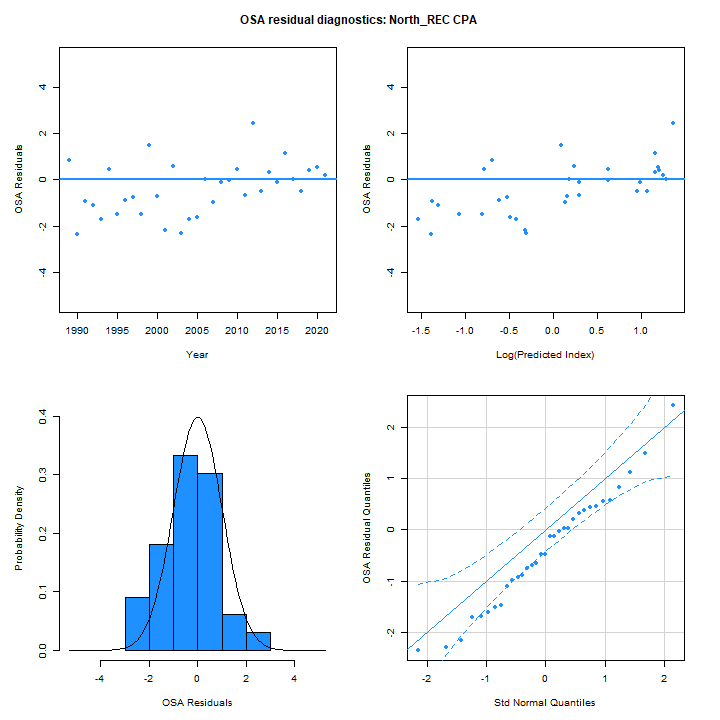 OSA residual diagnostics: North_REC CPA
OSA Residuals
4
2
0
-2
-4
1990 1995 2000 2005 2010 2015 2020
Year
OSA Residuals
4
2
0
-2
-4
-1.5 -1.0 -0.5 0.0 0.5 1.0
Log(Predicted Index)
Probability Density
0.4
0.3
0.2
0.1
0.0
-4 -2 0 2 4
OSA Residuals
OSA Residual Quantiles
2
1
0
-1
-2
-2 -1 0 1 2
Std Normal Quantiles